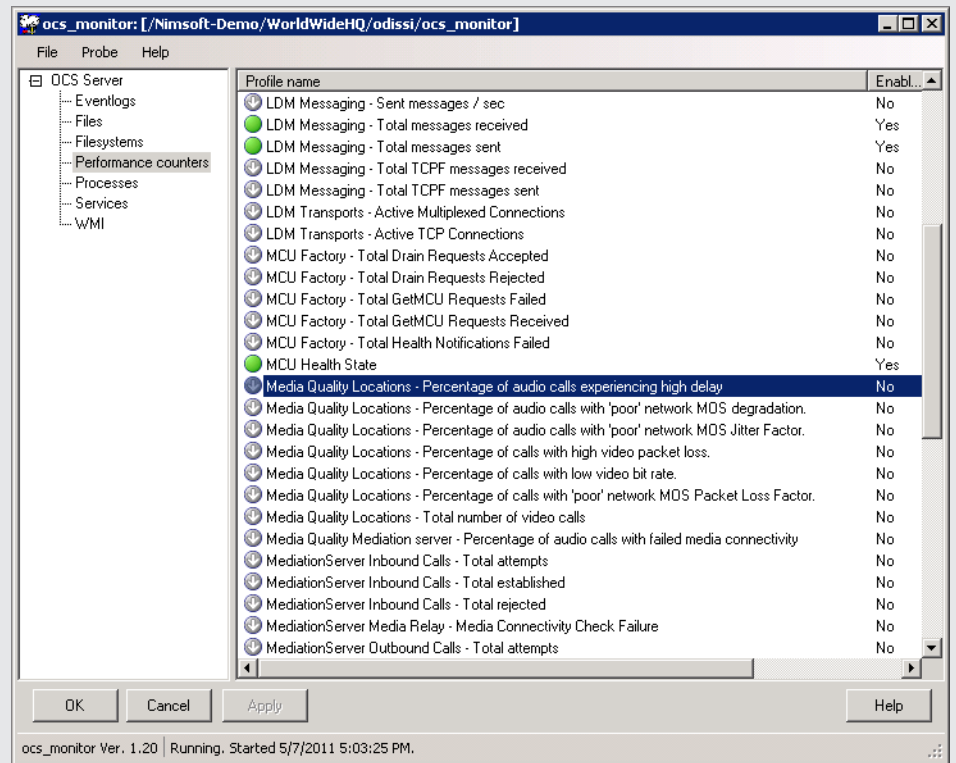 ocs_monitor: [/Nimsoft-Demo/WorldWideHQ/odissi/ocs_monitor]
File Probe Help
OCS Server
Eventlogs
Files
Filesystems
Performance counters
Processes
Services
WMI
Profile name Enabl...
LDM Messaging - Sent messages / sec No
LDM Messaging - Total messages received Yes
LDM Messaging - Total messages sent Yes
LDM Messaging - Total TCPF messages received No
LDM Messaging - Total TCPF messages sent No
LDM Transports - Active Multiplexed Connections No
LDM Transports - Active TCP Connections No
MCU Factory - Total Drain Requests Accepted No
MCU Factory - Total Drain Requests Rejected No
MCU Factory - Total GetMCU Requests Failed No
MCU Factory - Total GetMCU Requests Received No
MCU Factory - Total Health Notifications Failed No
MCU Health State Yes
Media Quality Locations - Percentage of audio calls experiencing high delay No
Media Quality Locations - Percentage of audio calls with 'poor' network MOS degradation. No
Media Quality Locations - Percentage of audio calls with 'poor' network MOS Jitter Factor. No
Media Quality Locations - Percentage of calls with high video packet loss. No
Media Quality Locations - Percentage of calls with low video bit rate. No
Media Quality Locations - Percentage of calls with 'poor' network MOS Packet Loss Factor. No
Media Quality Locations - Total number of video calls No
Media Quality Mediation server - Percentage of audio calls with failed media connectivity No
MediationServer Inbound Calls - Total attempts No
MediationServer Inbound Calls - Total established No
MediationServer Inbound Calls - Total rejected No
MediationServer Media Relay - Media Connectivity Check Failure No
MediationServer Outbound Calls - Total attempts No
OK Cancel Apply Help
ocs_monitor Ver. 1.20 Running. Started 5/7/2011 5:03:25 PM.